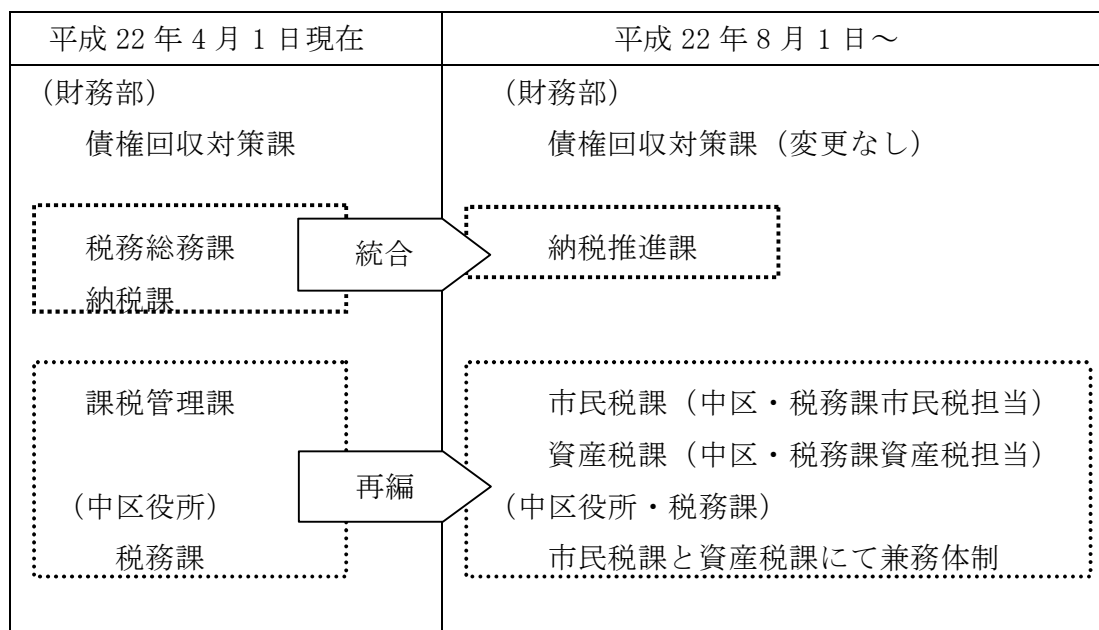 平成 22 年 4 月 1 日現在
平成 22 年 8 月 1 日～
（財務部）
債権回収対策課
税務総務課
納税課
課税管理課
（中区役所）
税務課
統合
再編
（財務部）
債権回収対策課（変更なし）
納税推進課
市民税課（中区・税務課市民税担当）
資産税課（中区・税務課資産税担当）
（中区役所・税務課）
市民税課と資産税課にて兼務体制